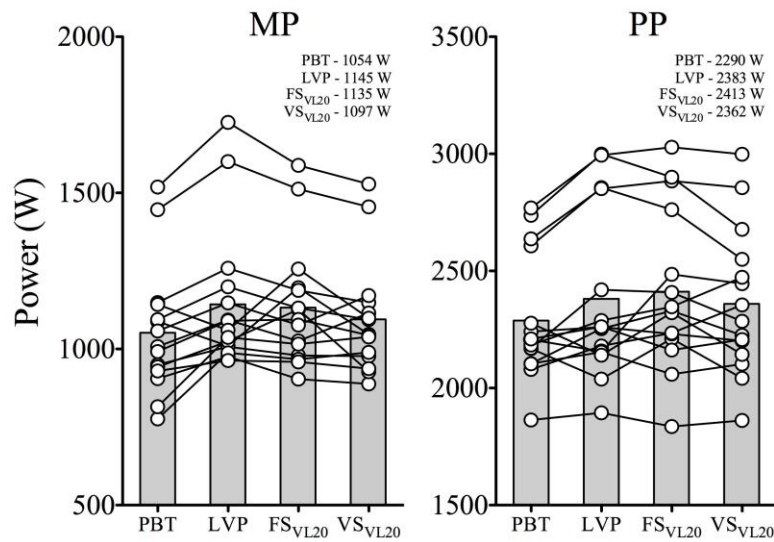 MP
PBT - 1054 W
LVP - 1145 W
FSVL20 - 1135 W
VSVL20 - 1097 W
Power (W)
2000
1500
1000
500
PBT LVP FSVL20 VSVL20
PP
PBT - 2290 W
LVP - 2383 W
FSVL20 - 2413 W
VSVL20 - 2362 W
3500
3000
2500
2000
1500
PBT LVP FSVL20 VSVL20